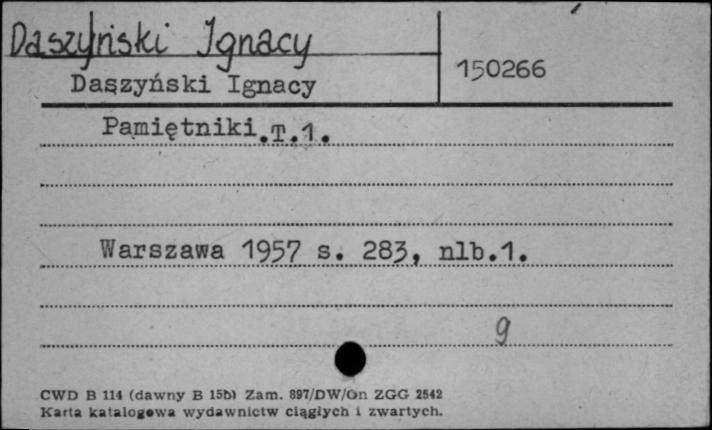 Daszyński Ignacy
150266
Daszyński Ignacy
Pamiętniki.T.1.
Warszawa 1957 s. 283, nlb.1.
9
CWD B 114 (dawny B 15b) Zam. 897/DW/Gn ZGG 2542
Karta katalogowa wydawnictw ciągłych i zwartych.